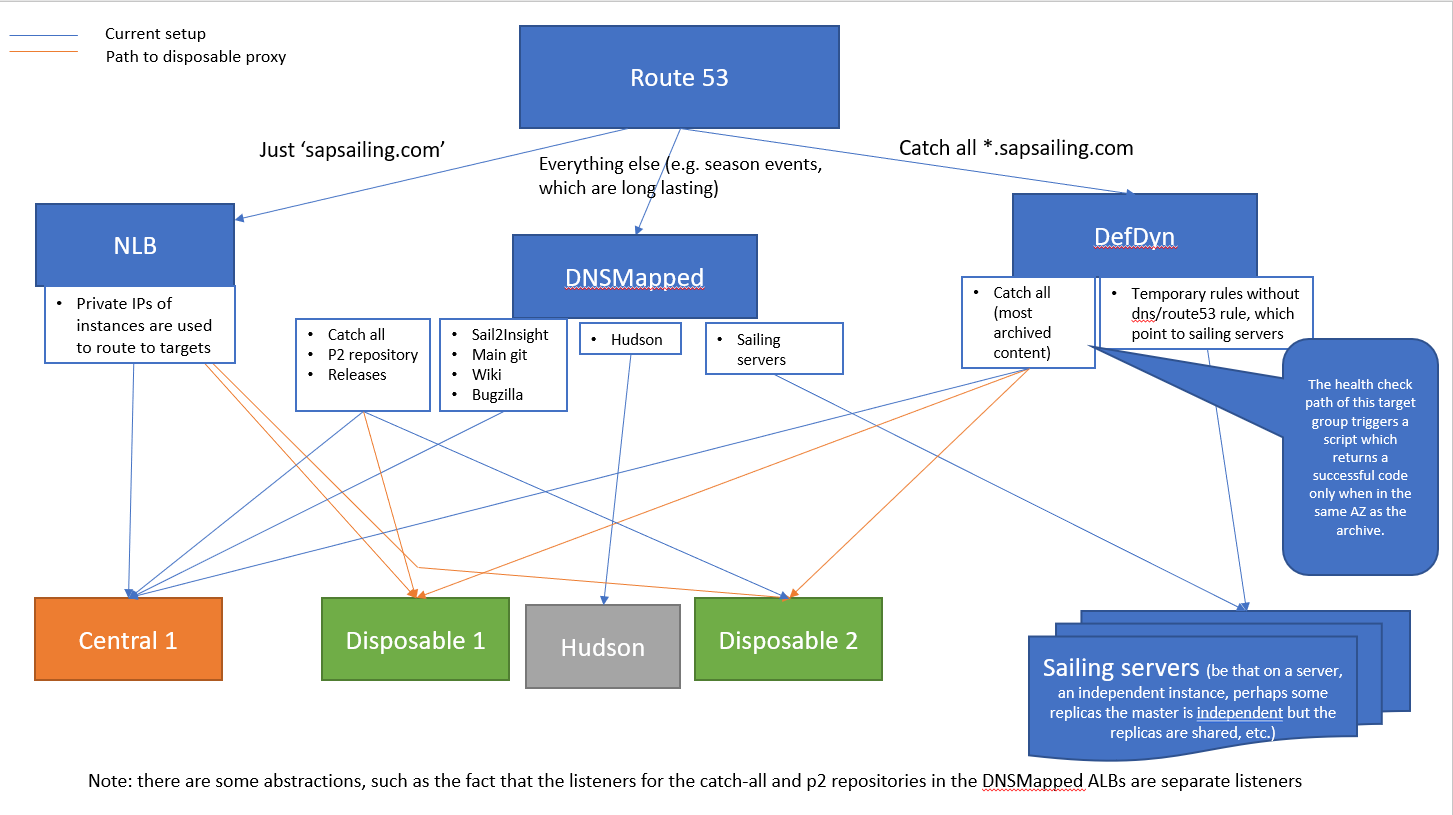 Current setup
Path to disposable proxy
Route 53
Just ‘sapsailing.com’
Everything else (e.g. season events,
which are long lasting)
Catch all *.sapsailing.com
NLB
• Private IPs of
instances are used
to route to targets
DNSMapped
• Catch all
• P2 repository
• Releases
• Sail2Insight
• Main git
• Wiki
• Bugzilla
• Hudson
• Sailing
servers
DefDyn
• Catch all
(most
archived
content)
• Temporary rules without
dns/route53 rule, which
point to sailing servers
The health check
path of this target
group triggers a
script which
returns a
successful code
only when in the
same AZ as the
archive.
Central 1
Disposable 1
Hudson
Disposable 2
Sailing servers (be that on a server,
an independent instance, perhaps some
replicas the master is independent but the
replicas are shared, etc.)
Note: there are some abstractions, such as the fact that the listeners for the catch-all and p2 repositories in the DNSMapped ALBs are separate listeners